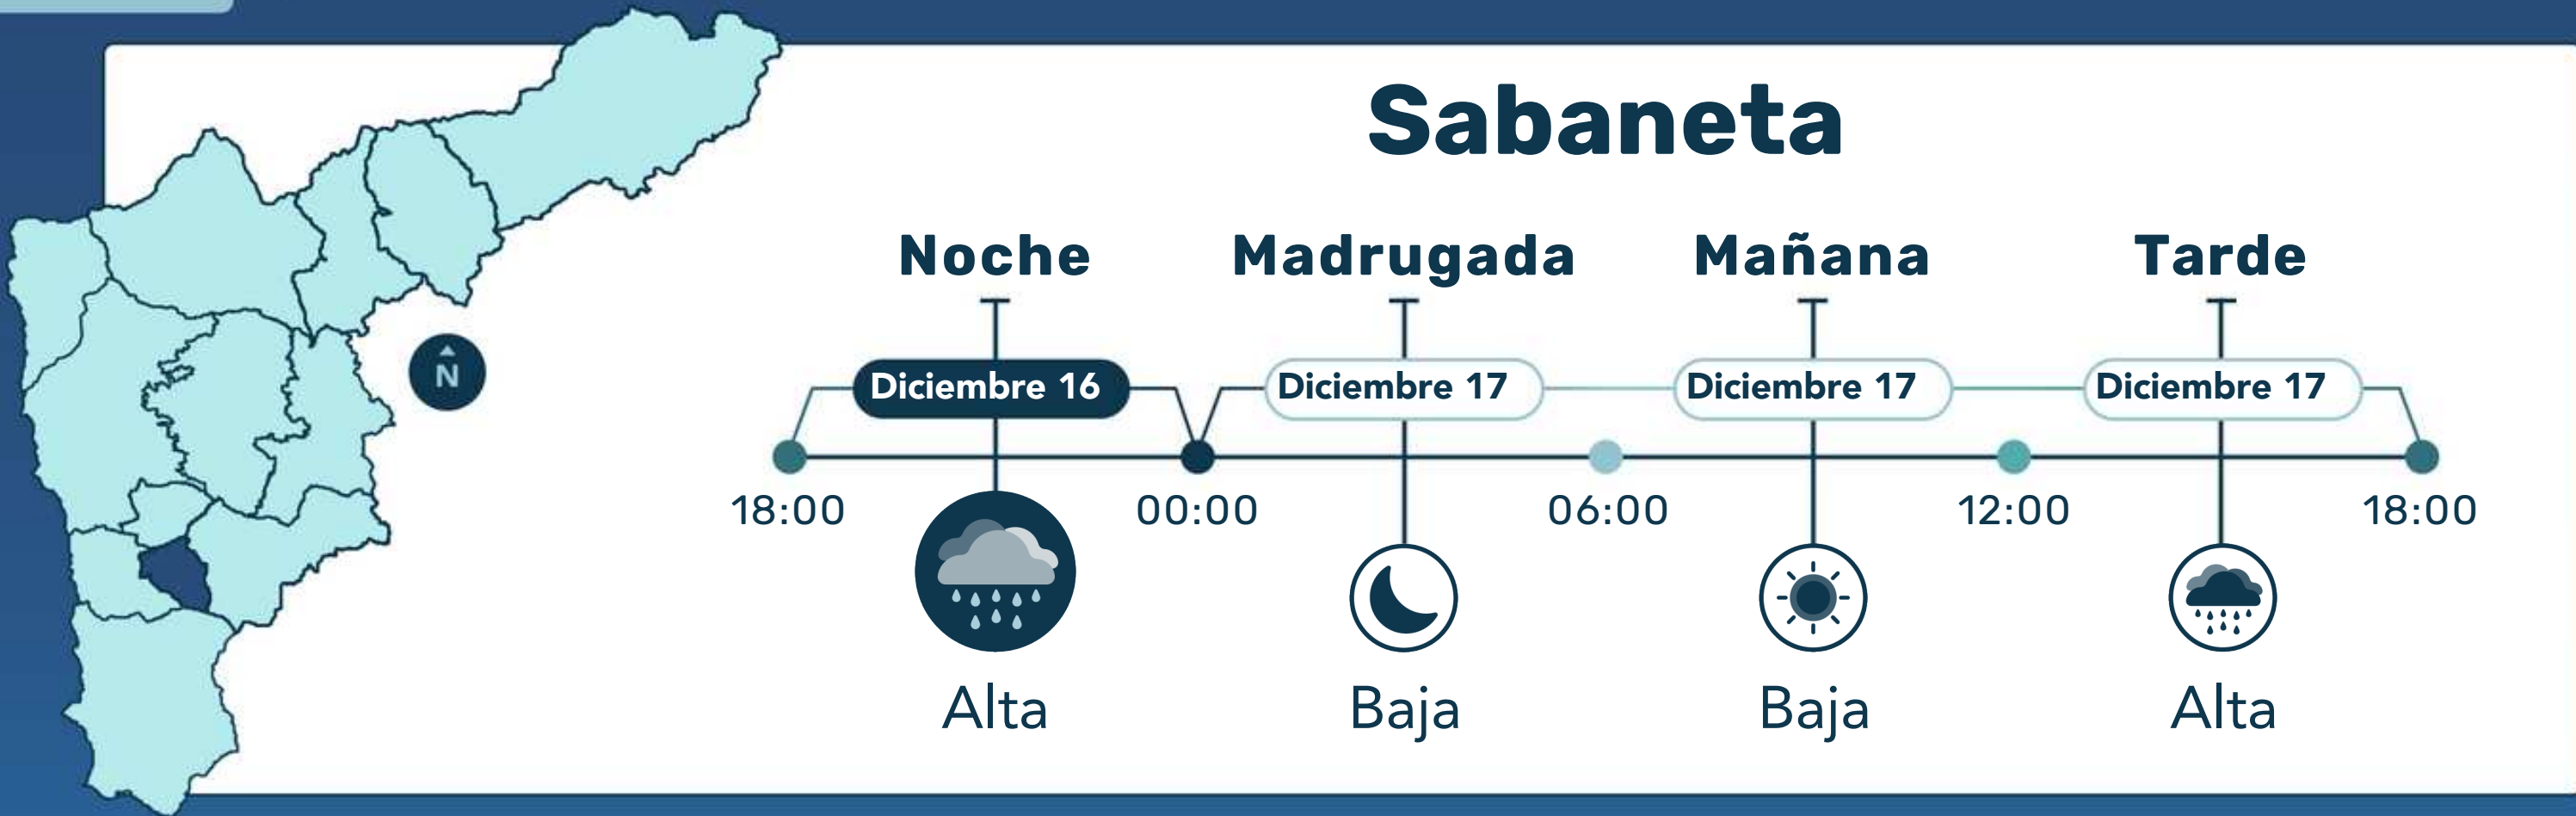 Sabaneta
Noche Madrugada Mañana Tarde
Diciembre 16 Diciembre 17 Diciembre 17 Diciembre 17
N
18:00 00:00 06:00 12:00 18:00
Alta Baja Baja Alta